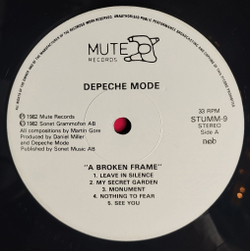 MUTE
RECORDS
DEPECHE MODE
33 RPM
STUMM-9
STEREO
Side A
n©b
℗ 1982 Mute Records
© 1982 Sonet Grammofon AB
All compositions by Martin Gore
Produced by Daniel Miller
and Depeche Mode
Published by Sonet Music AB
"A BROKEN FRAME"
1. LEAVE IN SILENCE
2. MY SECRET GARDEN
3. MONUMENT
4. NOTHING TO FEAR
5. SEE YOU